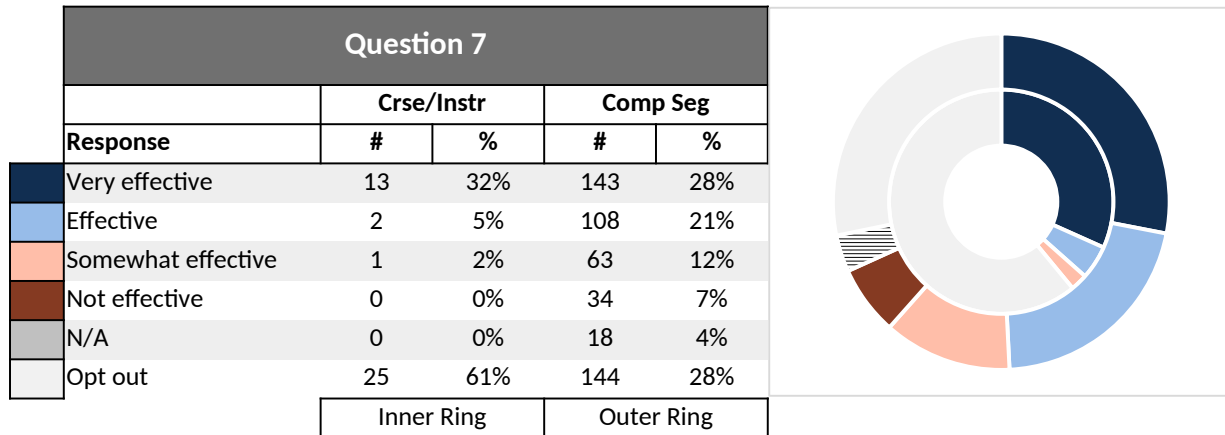 Question 7
Crse/Instr Comp Seg
Response # % # %
Very effective 13 32% 143 28%
Effective 2 5% 108 21%
Somewhat effective 1 2% 63 12%
Not effective 0 0% 34 7%
N/A 0 0% 18 4%
Opt out 25 61% 144 28%
Inner Ring Outer Ring